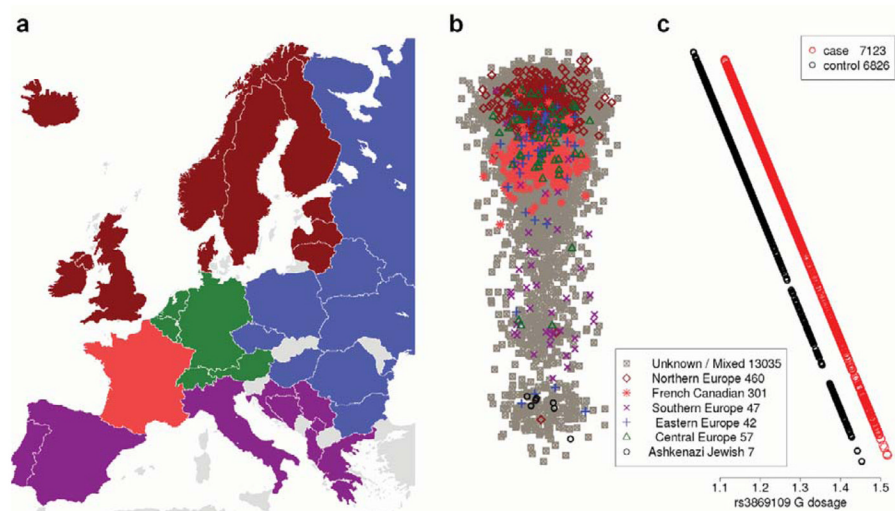 a
b
c
case 7123
control 6826
Unknown / Mixed 13035
Northern Europe 460
French Canadian 301
Southern Europe 47
Eastern Europe 42
Central Europe 57
Ashkenazi Jewish 7
1.1 1.2 1.3 1.4 1.5
rs3869109 G dosage